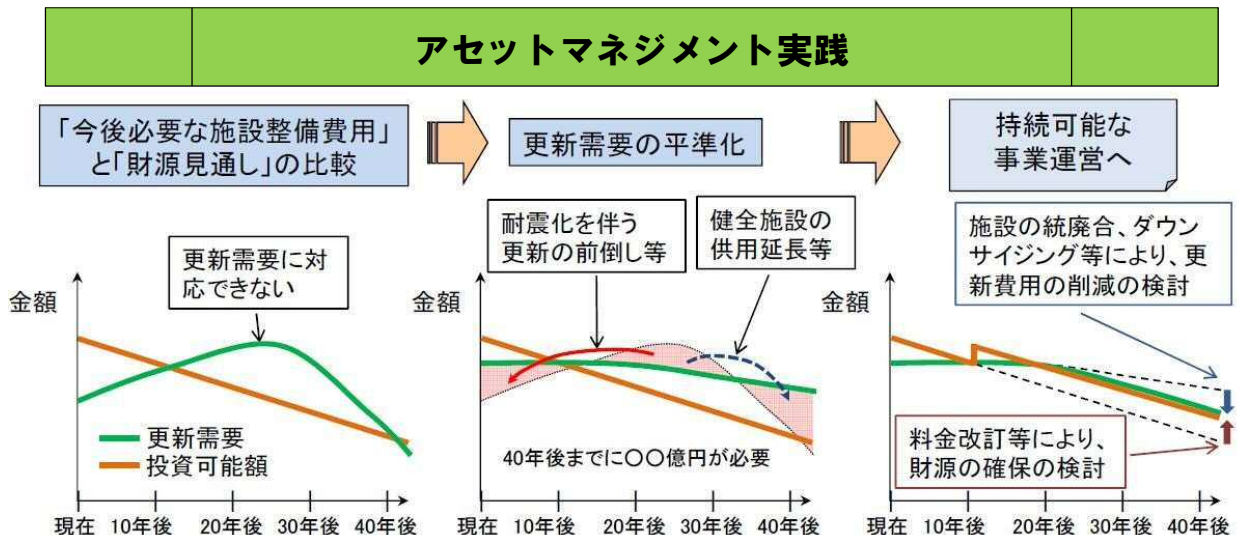 アセットマネジメント実践
「今後必要な施設整備費用」
と「財源見通し」の比較
更新需要の平準化
持続可能な
事業運営へ
更新需要に対
応できない
金額
更新需要
投資可能額
現在 10年後 20年後 30年後 40年後
耐震化を伴う
更新の前倒し等
健全施設の
供用延長等
金額
40年後までに〇〇億円が必要
現在 10年後 20年後 30年後 40年後
施設の統廃合、ダウン
サイジング等により、更
新費用の削減の検討
金額
料金改訂等により、
財源の確保の検討
現在 10年後 20年後 30年後 40年後